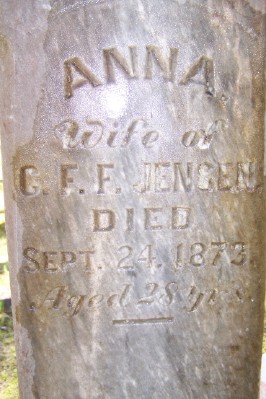 ANNA,
Wife of
C. F. F. JENSEN.
DIED
SEPT. 24. 1873.
Aged 28 yrs.